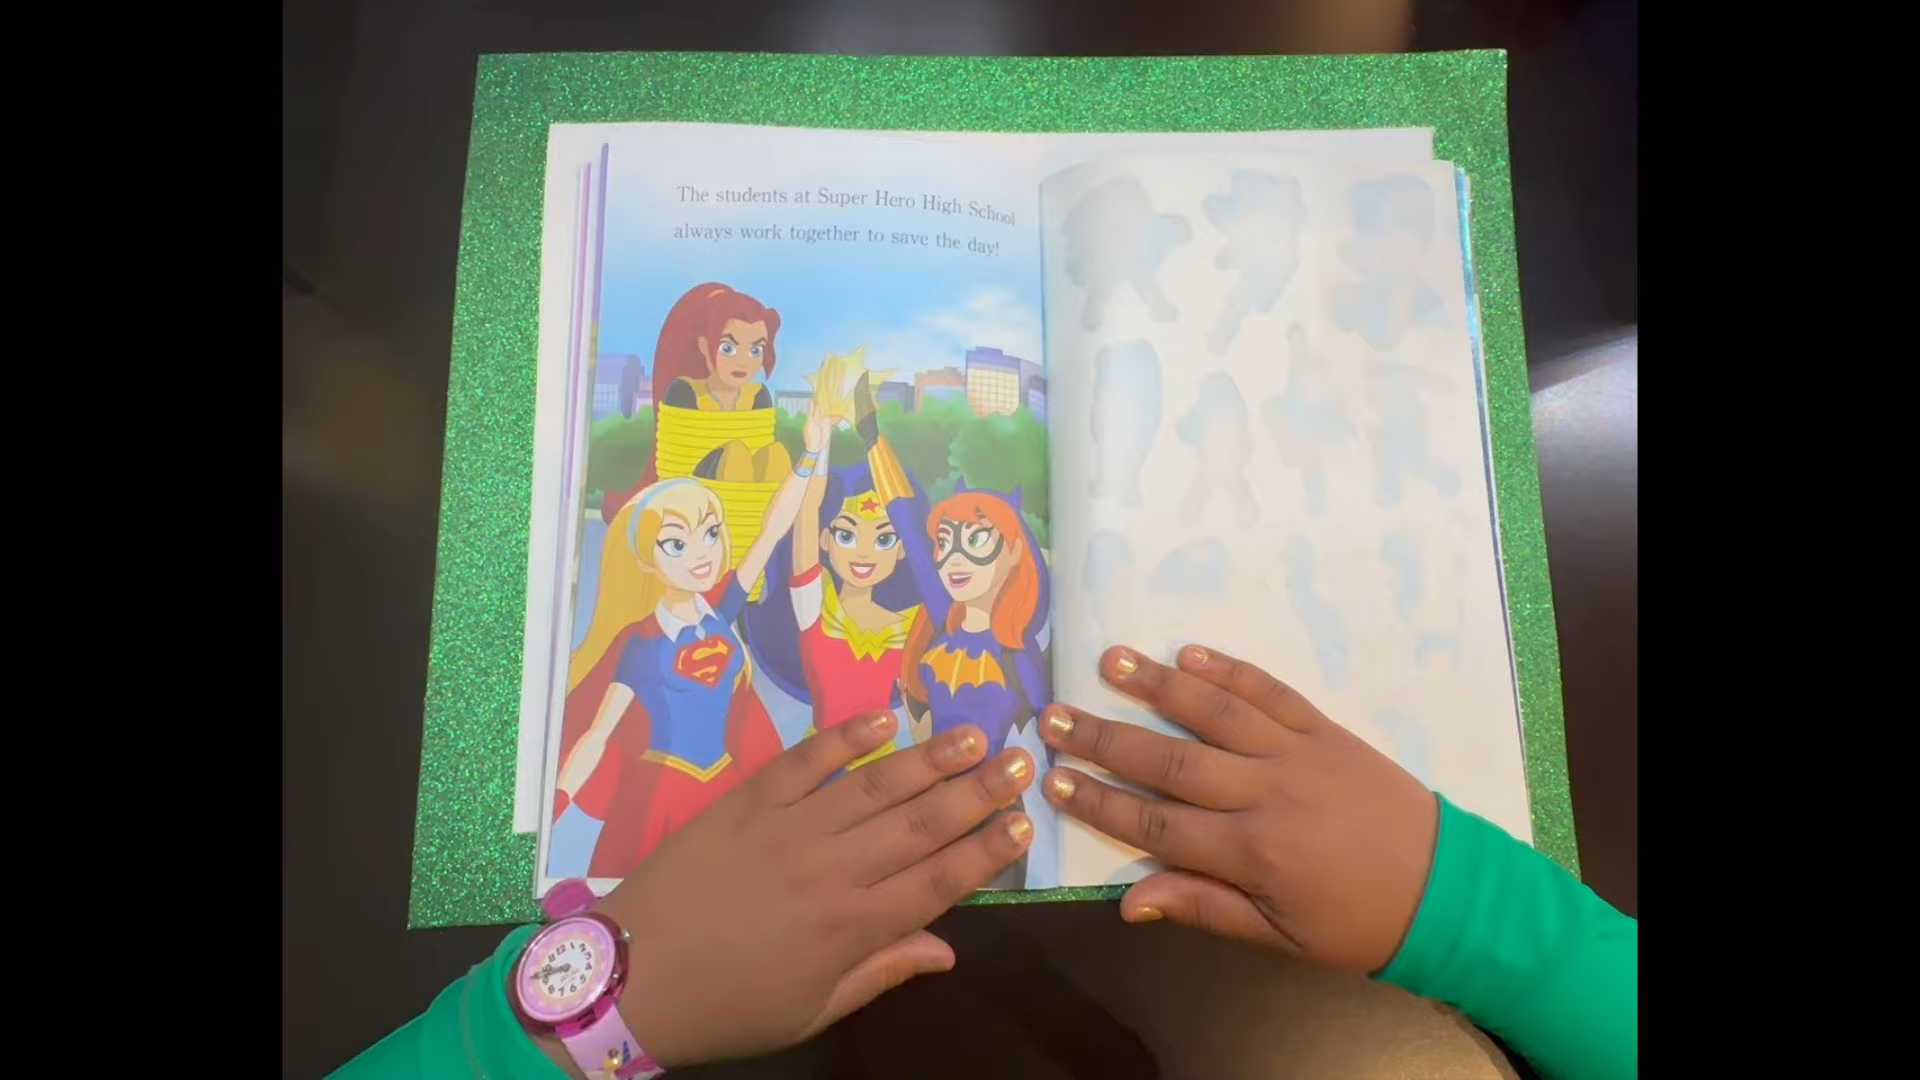 The students at Super Hero High School
always work together to save the day!